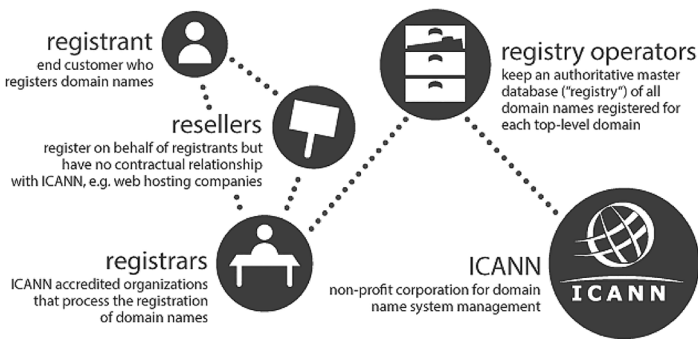 registrant
end customer who
registers domain names
resellers
register on behalf of registrants but
have no contractual relationship
with ICANN, e.g. web hosting companies
registrars
ICANN accredited organizations
that process the registration
of domain names
registry operators
keep an authoritative master
database (“registry”) of all
domain names registered for
each top-level domain
ICANN
non-profit corporation for domain
name system management
ICANN